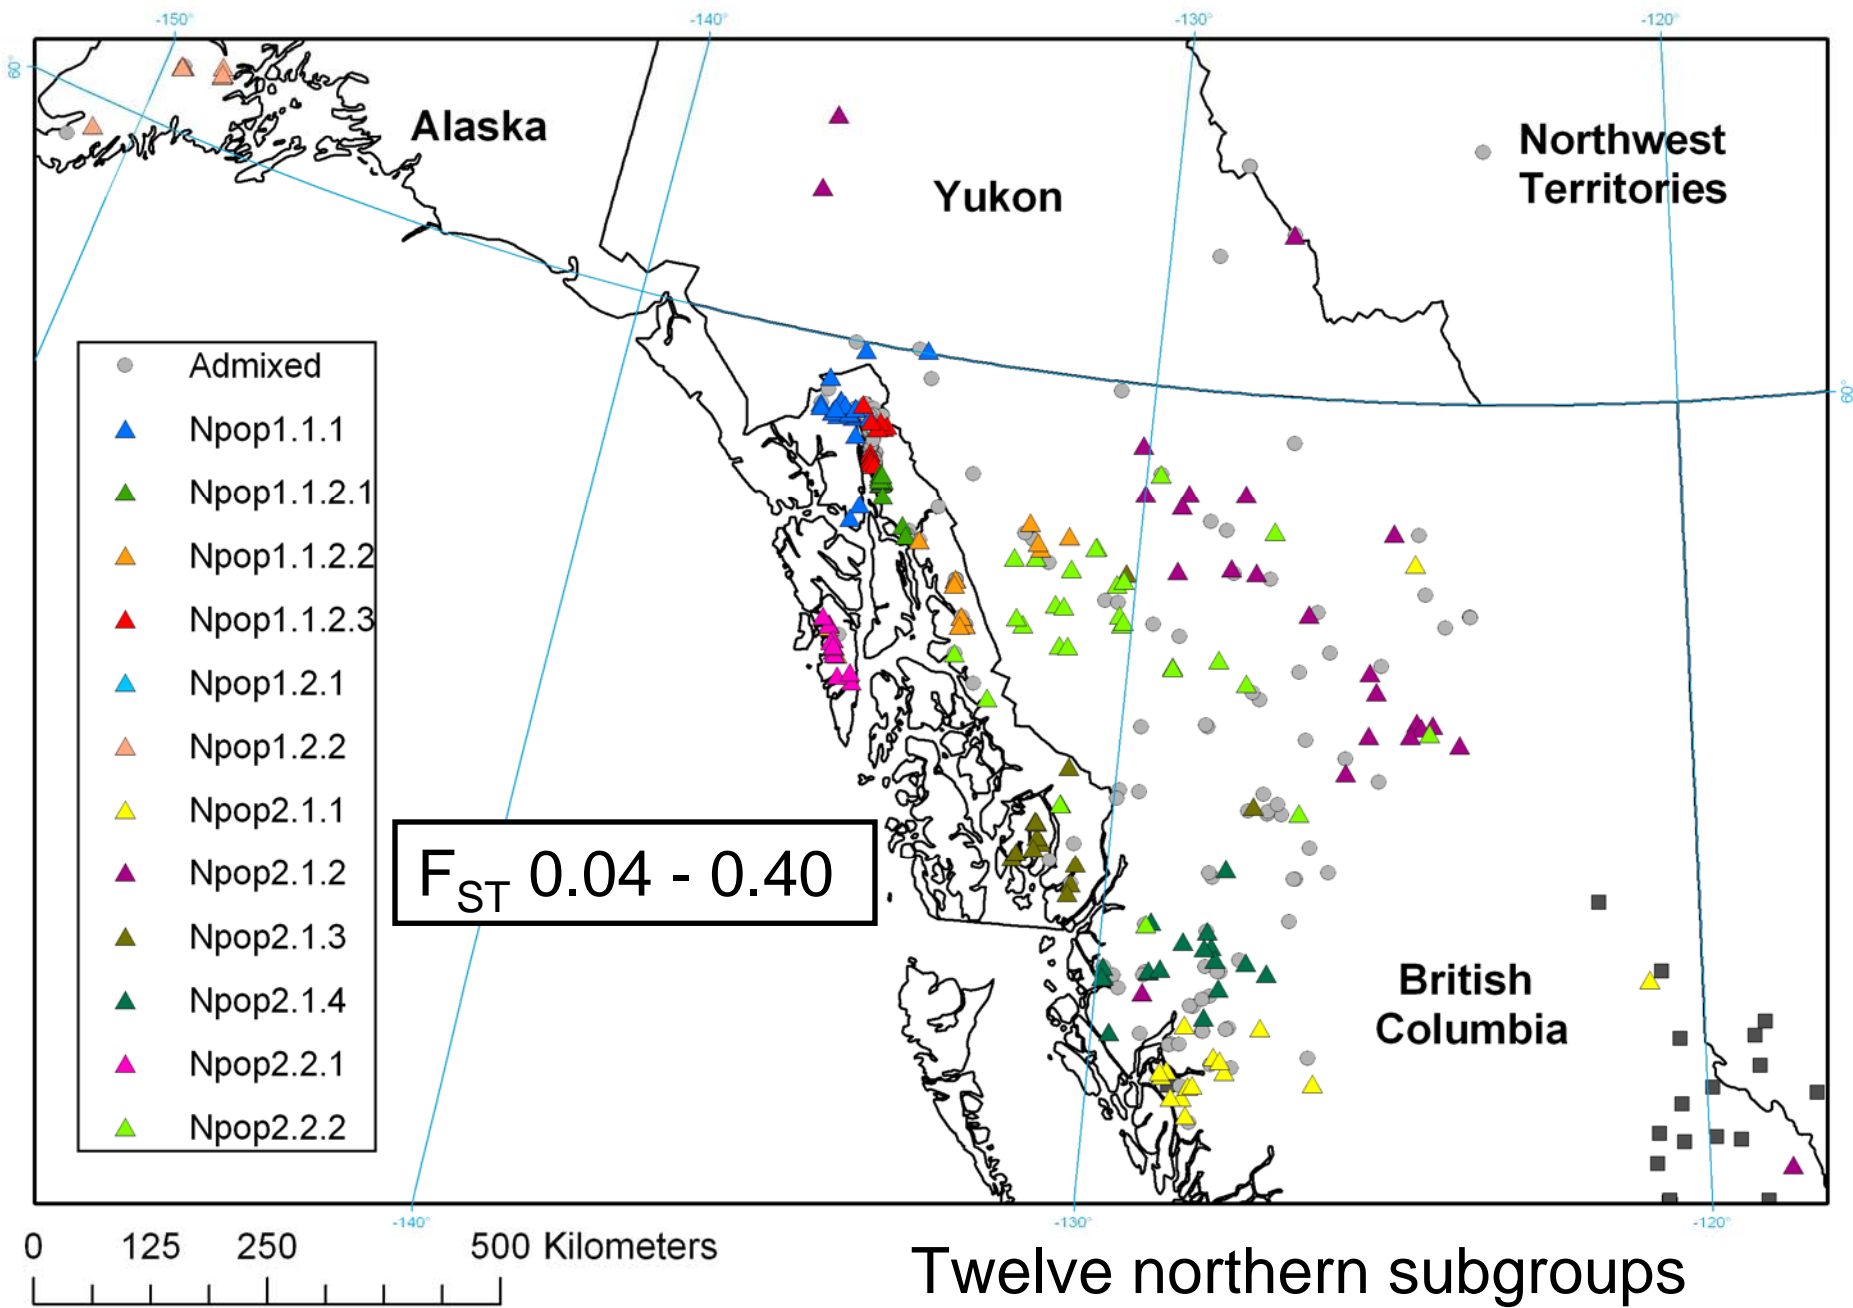 -150°
-140°
-130°
-120°
60°
Alaska
Yukon
Northwest
Territories
60°
Admixed
Npop1.1.1
Npop1.1.2.1
Npop1.1.2.2
Npop1.1.2.3
Npop1.2.1
Npop1.2.2
Npop2.1.1
Npop2.1.2
Npop2.1.3
Npop2.1.4
Npop2.2.1
Npop2.2.2
FST 0.04 - 0.40
British
Columbia
-140°
-130°
-120°
0 125 250 500 Kilometers
Twelve northern subgroups